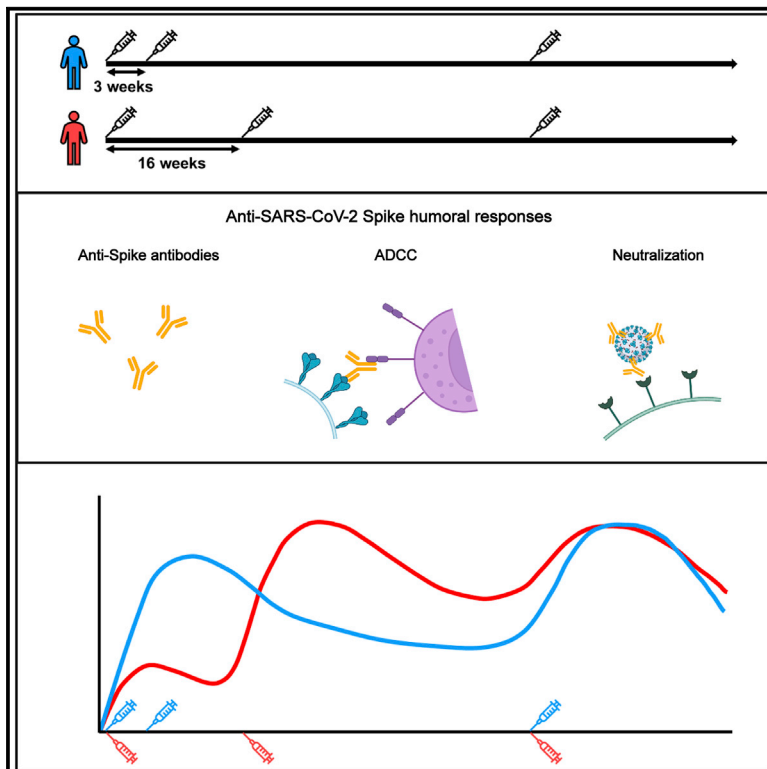 3 weeks
16 weeks
Anti-SARS-CoV-2 Spike humoral responses
Anti-Spike antibodies
ADCC
Neutralization